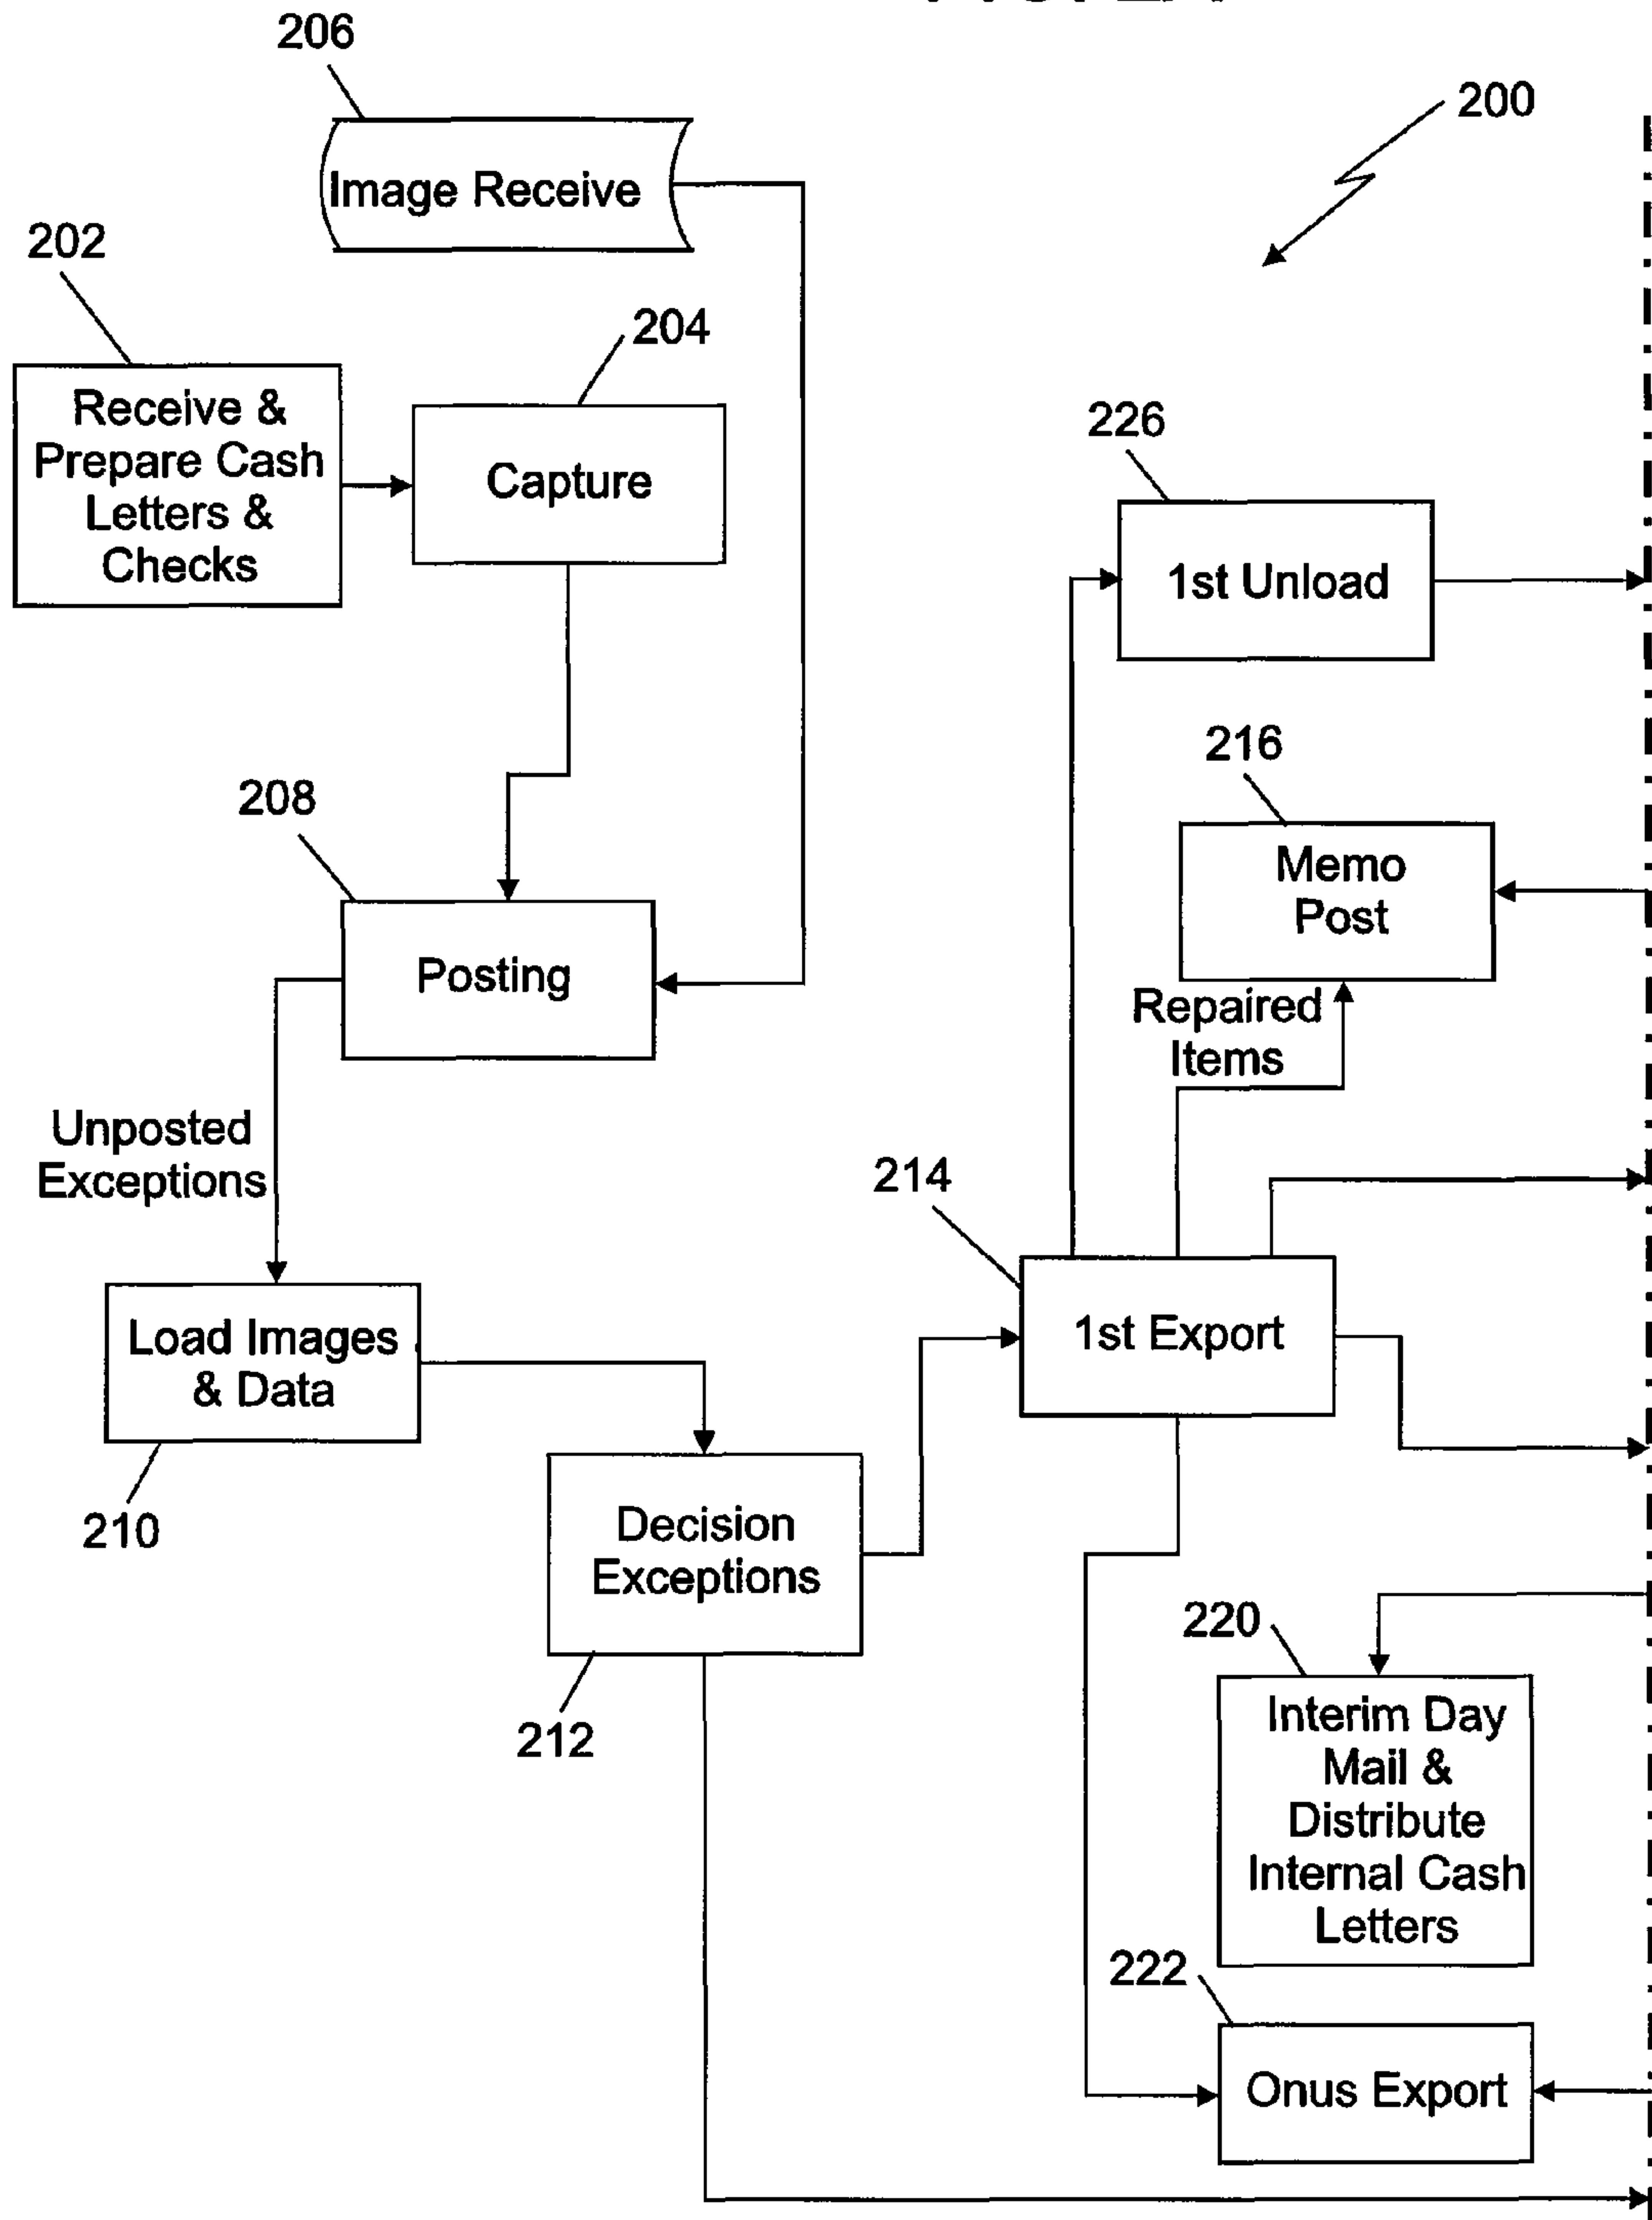 206
200
Image Receive
202
204
Receive &
Prepare Cash
Letters &
Checks
Capture
226
1st Unload
216
Memo
Post
208
Posting
Repaired
Items
Unposted
Exceptions
214
1st Export
Load Images
& Data
210
Decision
Exceptions
212
220
Interim Day
Mail &
Distribute
Internal Cash
Letters
222
Onus Export